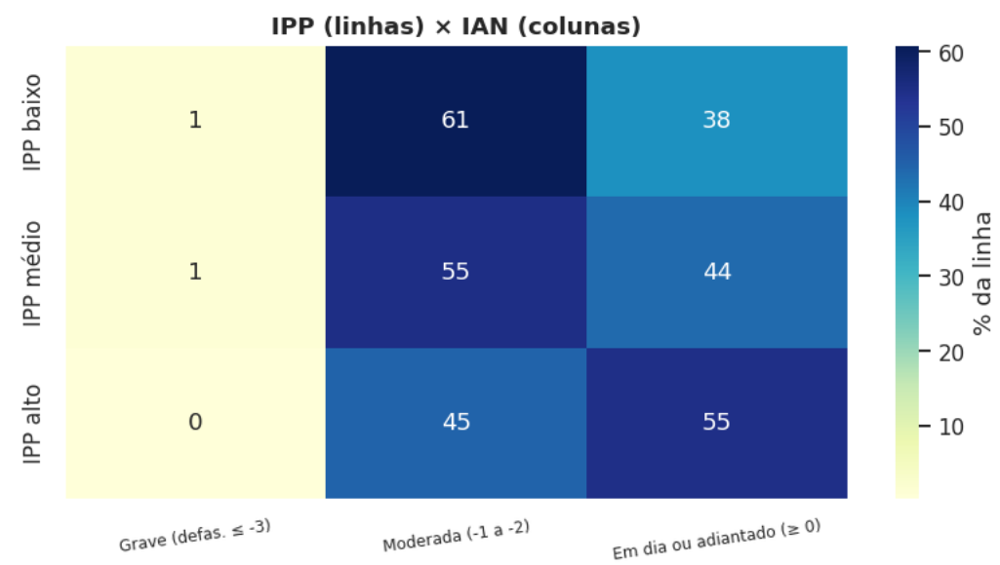 IPP (linhas) × IAN (colunas)
IPP baixo
1
61
38
IPP médio
1
55
44
IPP alto
0
45
55
Grave (defas. ≤ -3)
Moderada (-1 a -2)
Em dia ou adiantado (≥ 0)
60
50
40
30
20
10
% da linha